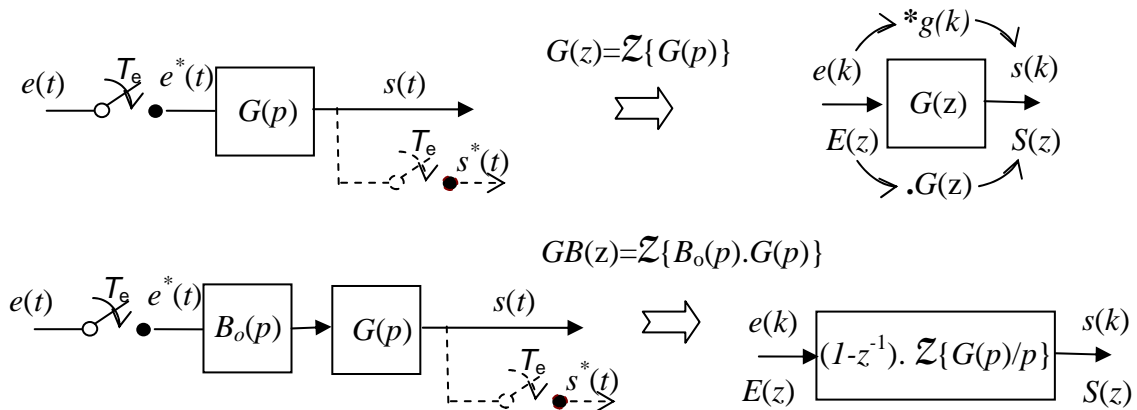 e(t)
Te
e*(t)
G(p)
s(t)
Te
s*(t)
G(z)=Z{G(p)}
*g(k)
e(k)
s(k)
G(z)
E(z)
S(z)
.G(z)
e(t)
Te
e*(t)
Bo(p)
G(p)
s(t)
Te
s*(t)
GB(z)=Z{Bo(p).G(p)}
e(k)
s(k)
(1-z-1). Z{G(p)/p}
E(z)
S(z)